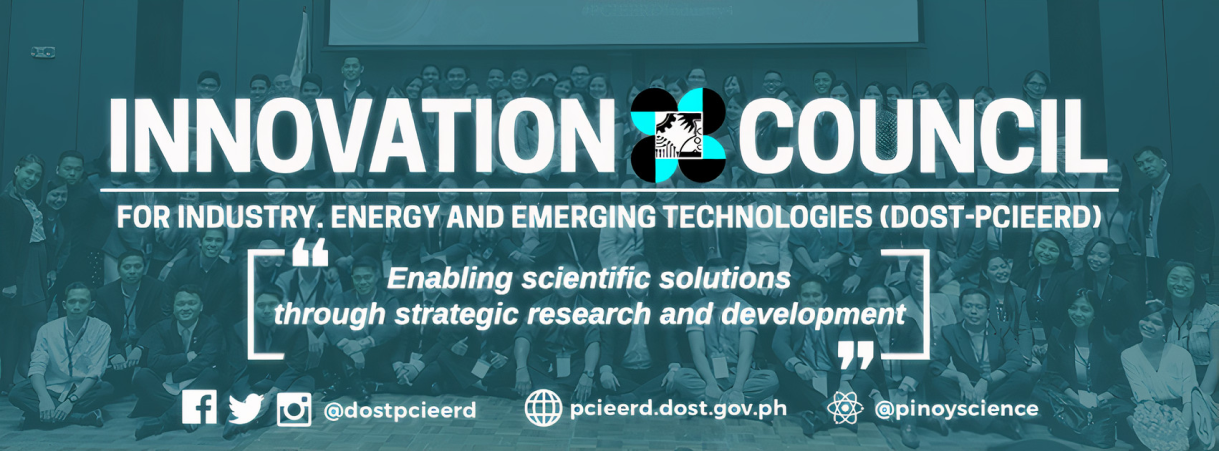 INNOVATION COUNCIL
FOR INDUSTRY. ENERGY AND EMERGING TECHNOLOGIES (DOST-PCIEERD)
“ Enabling scientific solutions
through strategic research and development ”
@dostpcieerd pcieerd.dost.gov.ph @pinoyscience